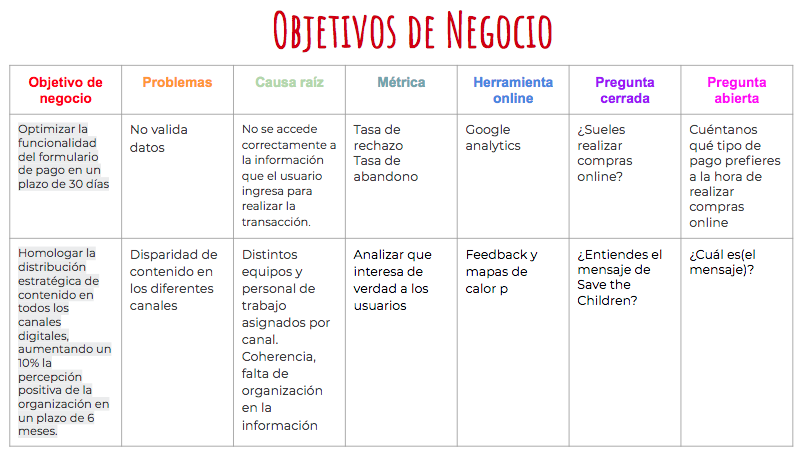 Objetivos de Negocio
Objetivo de
negocio
Problemas
Causa raíz
Métrica
Herramienta
online
Pregunta
cerrada
Pregunta
abierta
Optimizar la
funcionalidad
del formulario
de pago en un
plazo de 30 días
No valida
datos
No se accede
correctamente a
la información
que el usuario
ingresa para
realizar la
transacción.
Tasa de
rechazo
Tasa de
abandono
Google
analytics
¿Sueles
realizar
compras
online?
Cuéntanos
qué tipo de
pago prefieres
a la hora de
realizar
compras
online
Homologar la
distribución
estratégica de
contenido en
todos los
canales
digitales,
aumentando un
10% la
percepción
positiva de la
organización en
un plazo de 6
meses.
Disparidad de
contenido en
los diferentes
canales
Distintos
equipos y
personal de
trabajo
asignados por
canal.
Coherencia,
falta de
organización
en la
información
Analizar que
interesa de
verdad a los
usuarios
Feedback y
mapas de
calor p
¿Entiendes el
mensaje de
Save the
Children?
¿Cuál es(el
mensaje)?